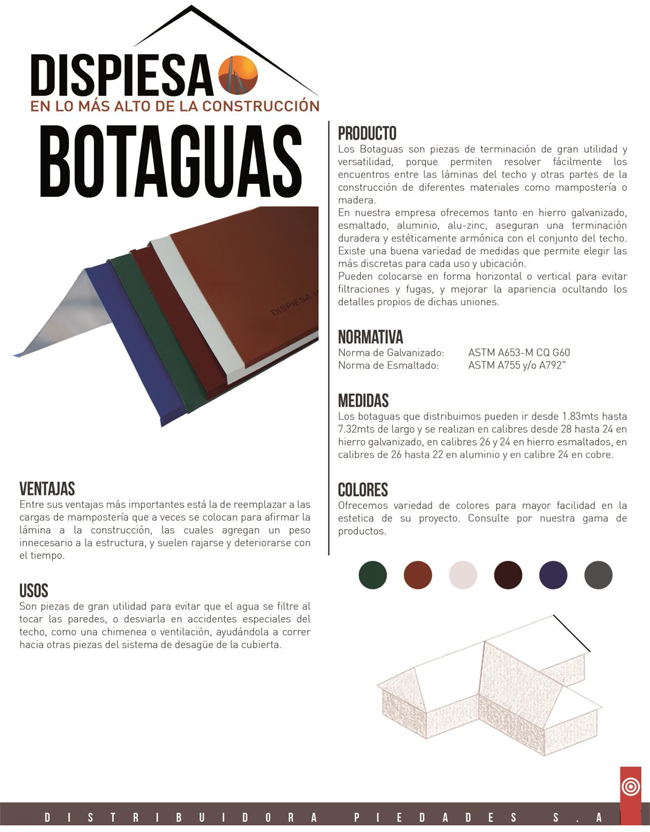 DISPIESA
EN LO MÁS ALTO DE LA CONSTRUCCIÓN
BOTAGUAS
DISPIESA
VENTAJAS
Entre sus ventajas más importantes está la de reemplazar a las
cargas de mampostería que a veces se colocan para afirmar la
lámina a la construcción, las cuales agregan un peso
innecesario a la estructura, y suelen rajarse y deteriorarse con
el tiempo.
USOS
Son piezas de gran utilidad para evitar que el agua se filtre al
tocar las paredes, o desviarla en accidentes especiales del
techo, como una chimenea o ventilación, ayudándola a correr
hacia otras piezas del sistema de desagüe de la cubierta.
PRODUCTO
Los Botaguas son piezas de terminación de gran utilidad y
versatilidad, porque permiten resolver fácilmente los
encuentros entre las láminas del techo y otras partes de la
construcción de diferentes materiales como mampostería o
madera.
En nuestra empresa ofrecemos tanto en hierro galvanizado,
esmaltado, aluminio, alu-zinc, aseguran una terminación
duradera y estéticamente armónica con el conjunto del techo.
Existe una buena variedad de medidas que permite elegir las
más discretas para cada uso y ubicación.
Pueden colocarse en forma horizontal o vertical para evitar
filtraciones y fugas, y mejorar la apariencia ocultando los
detalles propios de dichas uniones.
NORMATIVA
Norma de Galvanizado: ASTM A653-M CQ G60
Norma de Esmaltado: ASTM A755 y/o A792"
MEDIDAS
Los botaguas que distribuimos pueden ir desde 1.83mts hasta
7.32mts de largo y se realizan en calibres desde 28 hasta 24 en
hierro galvanizado, en calibres 26 y 24 en hierro esmaltados, en
calibres de 26 hasta 22 en aluminio y en calibre 24 en cobre.
COLORES
Ofrecemos variedad de colores para mayor facilidad en la
estetica de su proyecto. Consulte por nuestra gama de
productos.
DISTRIBUIDORA PIEDADES S.A